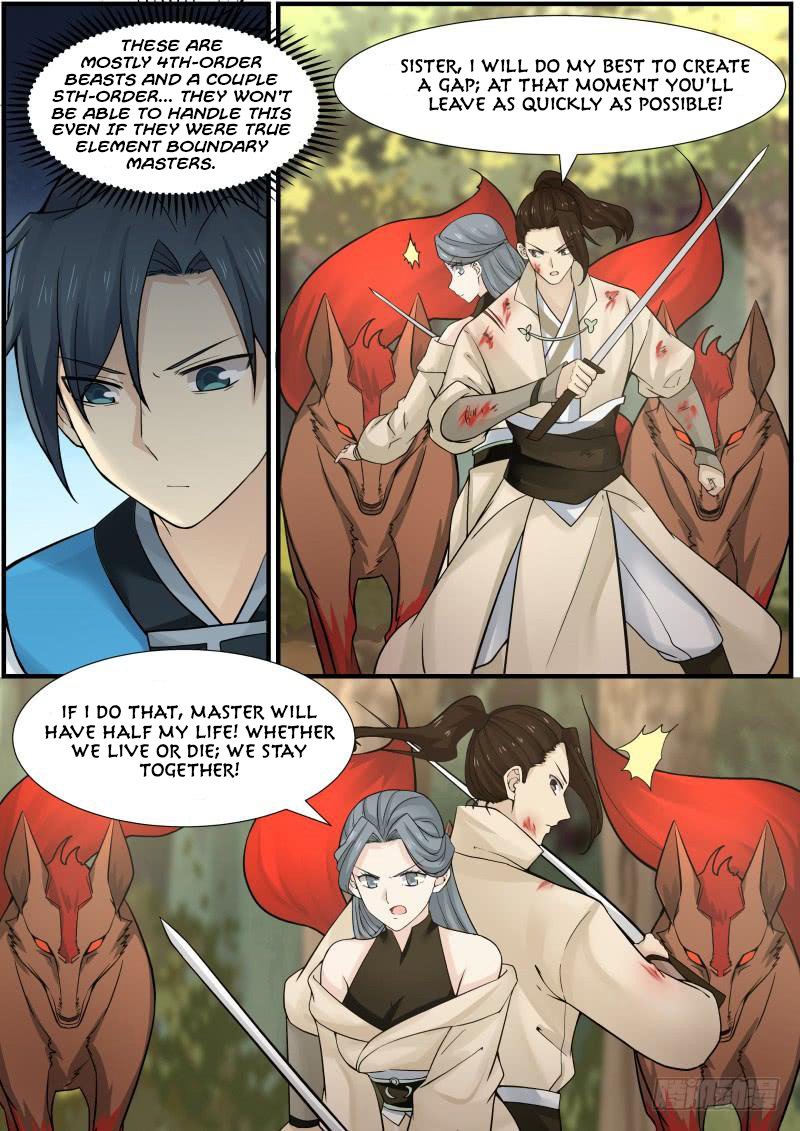 THESE ARE
MOSTLY 4TH-ORDER
BEASTS AND A COUPLE
5TH-ORDER... THEY WON'T
BE ABLE TO HANDLE THIS
EVEN IF THEY WERE TRUE
ELEMENT BOUNDARY
MASTERS.
SISTER, I WILL DO MY BEST TO CREATE
A GAP; AT THAT MOMENT YOU'LL
LEAVE AS QUICKLY AS POSSIBLE!
IF I DO THAT, MASTER WILL
HAVE HALF MY LIFE! WHETHER
WE LIVE OR DIE; WE STAY
TOGETHER!